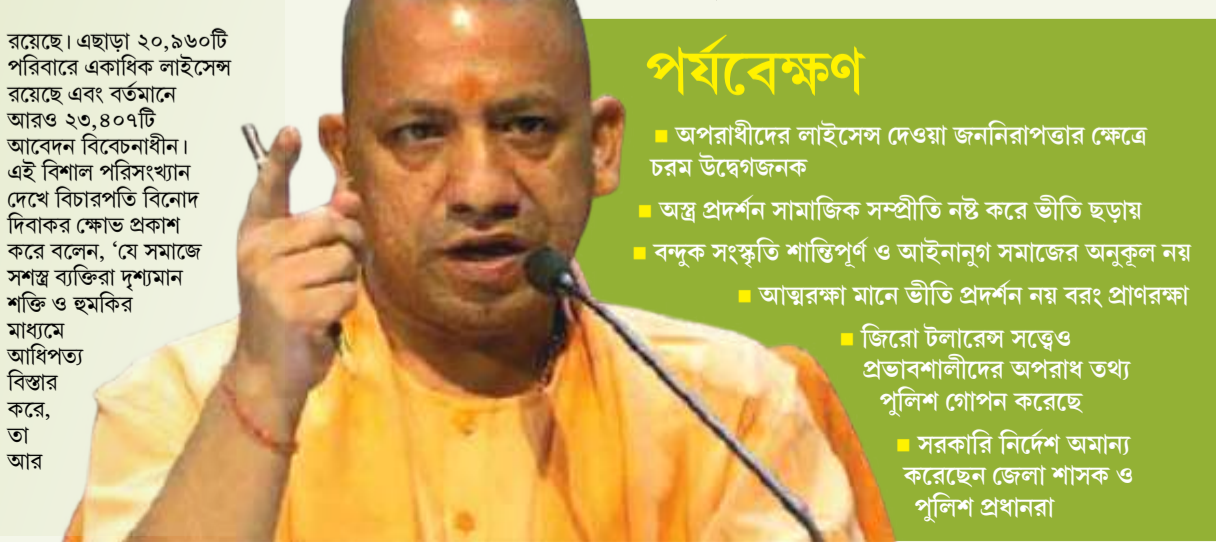 রয়েছে। এছাড়া ২০,৯৬০টি
পরিবারে একাধিক লাইসেন্স
রয়েছে এবং বর্তমানে
আরও ২৩,৪০৭টি
আবেদন বিবেচনাধীন।
এই বিশাল পরিসংখ্যান
দেখে বিচারপতি বিনোদ
দিবাকর ক্ষোভ প্রকাশ
করে বলেন, ‘যে সমাজে
সশস্ত্র ব্যক্তিরা দৃশ্যমান
শক্তি ও হুমকির
মাধ্যমে
আধিপত্য
বিস্তার
করে,
তা
আর
পর্যবেক্ষণ
■ অপরাধীদের লাইসেন্স দেওয়া জননিরাপত্তার ক্ষেত্রে
চরম উদ্বেগজনক
■ অস্ত্র প্রদর্শন সামাজিক সম্প্রীতি নষ্ট করে ভীতি ছড়ায়
■ বন্দুক সংস্কৃতি শান্তিপূর্ণ ও আইনানুগ সমাজের অনুকূল নয়
■ আত্মরক্ষা মানে ভীতি প্রদর্শন নয় বরং প্রাণরক্ষা
■ জিরো টলারেন্স সত্ত্বেও
প্রভাবশালীদের অপরাধ তথ্য
পুলিশ গোপন করেছে
■ সরকারি নির্দেশ অমান্য
করেছেন জেলা শাসক ও
পুলিশ প্রধানরা